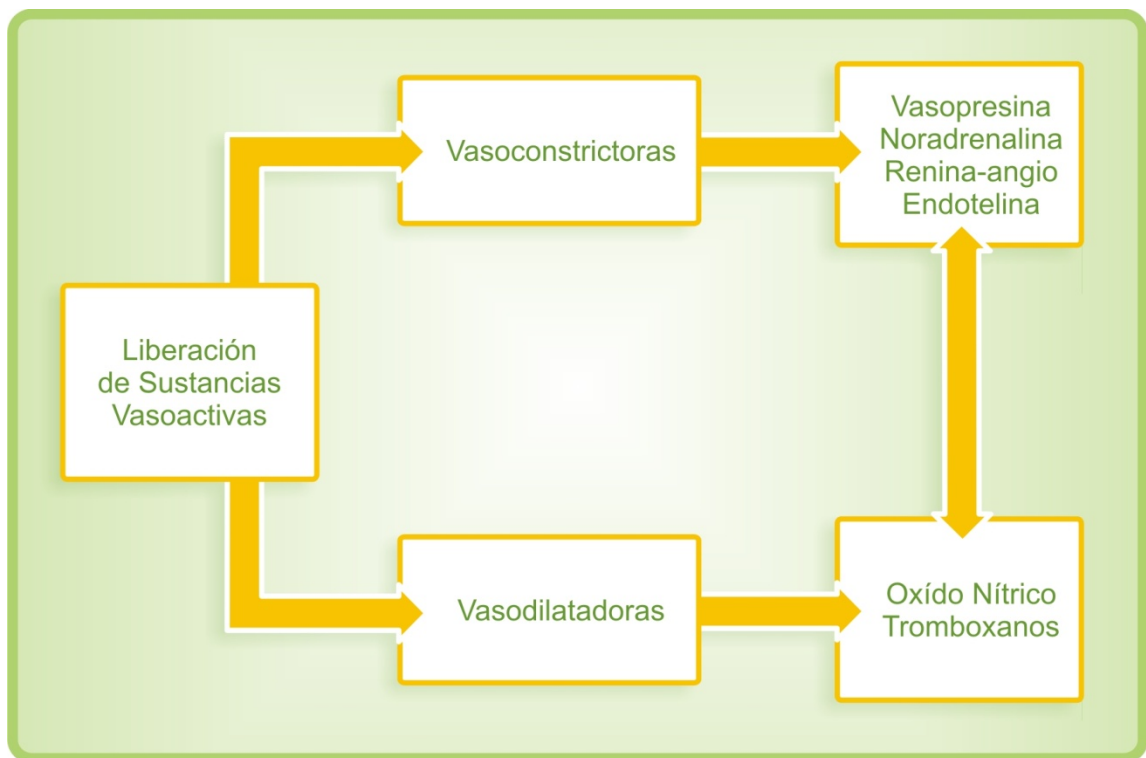 Vasoconstrictoras
Vasopresina
Noradrenalina
Renina-angio
Endotelina
Liberación
de Sustancias
Vasoactivas
Vasodilatadoras
Oxído Nítrico
Tromboxanos